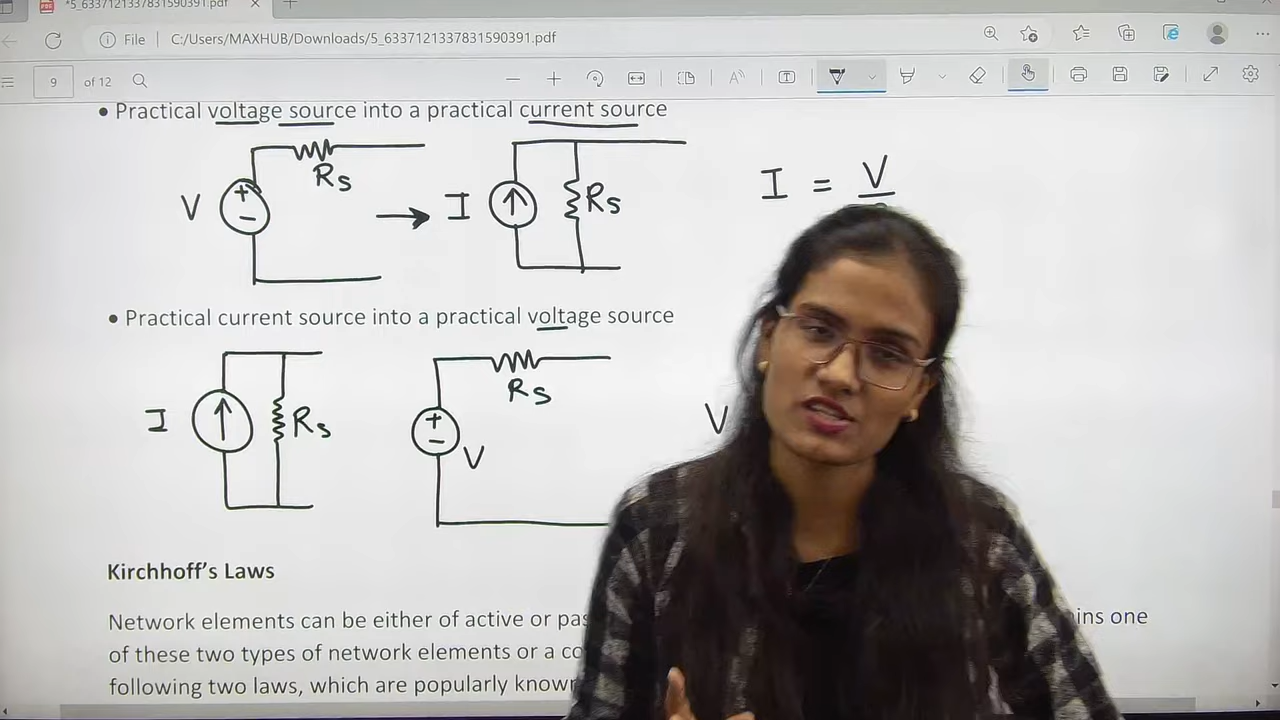 *5_6337121337831590391.pdf
File | C:/Users/MAXHUB/Downloads/5_6337121337831590391.pdf
9 of 12
• Practical voltage source into a practical current source
V + - Rs → I Rs I = V
• Practical current source into a practical voltage source
I Rs + - V Rs V
Kirchhoff's Laws
Network elements can be either of active or pas ins one
of these two types of network elements or a co
following two laws, which are popularly known